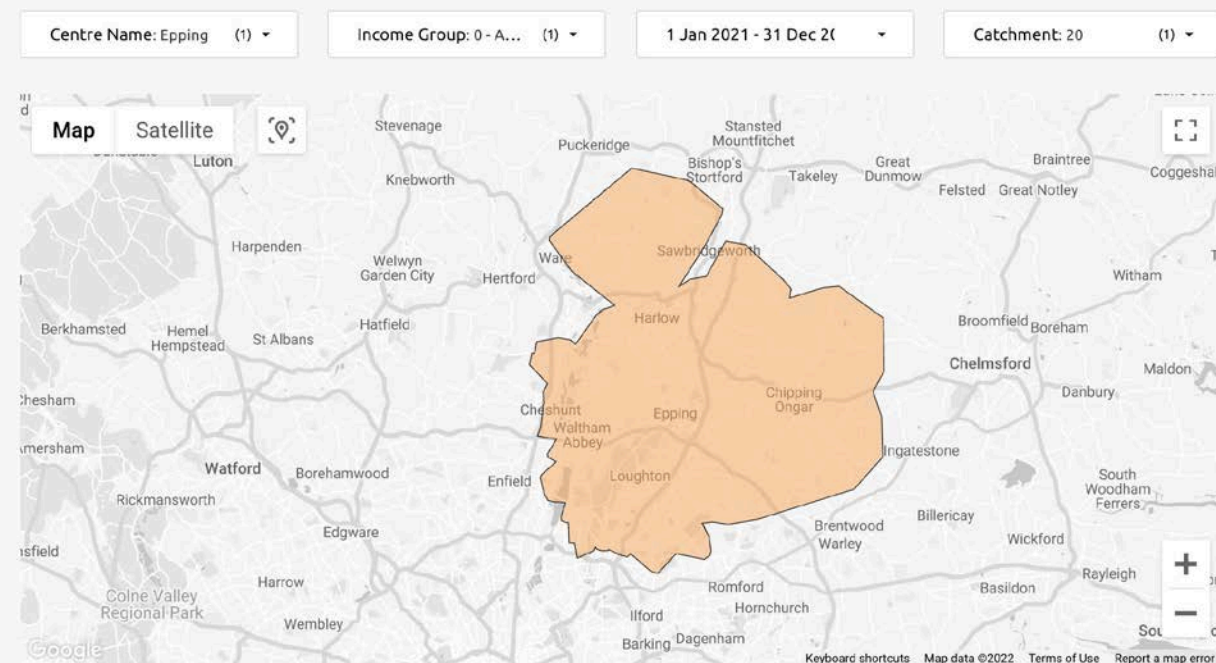 Centre Name: Epping (1)
Income Group: 0 - A... (1)
1 Jan 2021 - 31 Dec 2(
Catchment: 20 (1)
Map Satellite
Stevenage
Puckeridge
Stansted
Mountfitchet
Luton
Bishop's
Stortford
Takeley
Great
Dunmow
Braintree
Knebworth
Felsted
Great Notley
Coggeshal
Harpenden
Sawbridgeworth
Ware
Welwyn
Garden City
Hertford
Witham
Harlow
Berkhamsted
Hemel
Hempstead
St Albans
Hatfield
Broomfield
Boreham
Chelmsford
Maldon
Chipping
Ongar
Danbury
Chesham
Cheshunt
Epping
Waltham
Abbey
Amersham
Ingatestone
Watford
Borehamwood
Enfield
Loughton
South
Woodham
Ferrers
Rickmansworth
Billericay
Edgware
Brentwood
Warley
Wickford
nsfield
Harrow
Romford
Rayleigh
Basildon
Colne Valley
Regional Park
Ilford
Hornchurch
Wembley
Barking
Dagenham
Sou
Google
Keyboard shortcuts Map data ©2022 Terms of Use Report a map error